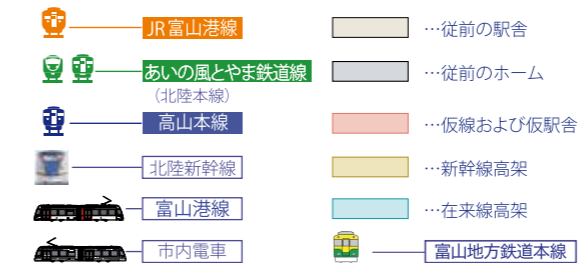 JR富山港線
あいの風とやま鉄道線
(北陸本線)
高山本線
北陸新幹線
富山港線
市内電車
…従前の駅舎
…従前のホーム
…仮線および仮駅舎
…新幹線高架
…在来線高架
富山地方鉄道本線